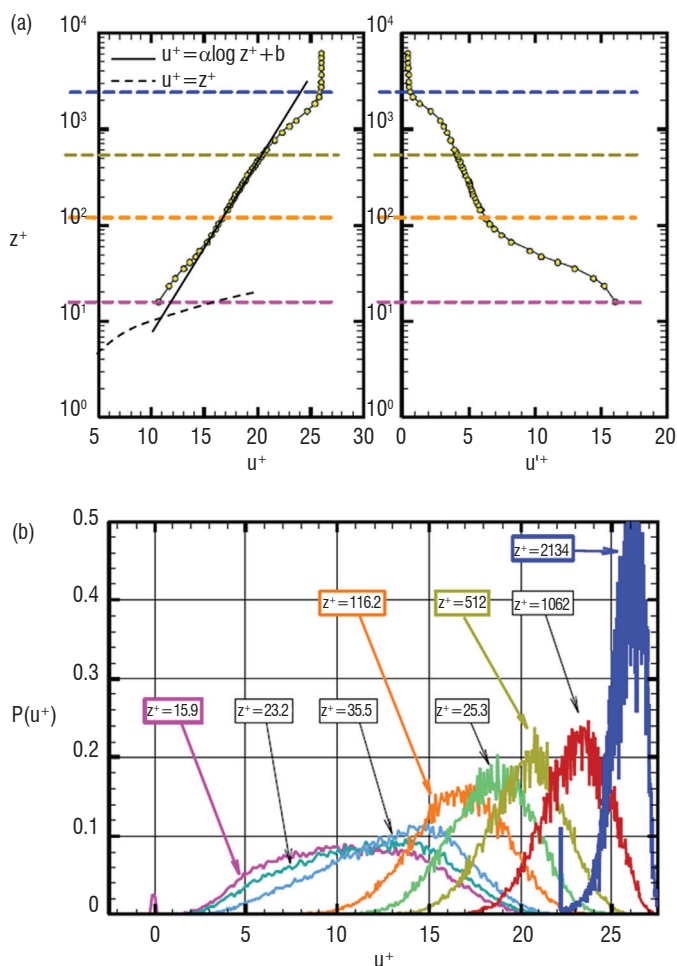 (a)
10⁴
10³
10²
10¹
10⁰
z⁺
u⁺=αlog z⁺+b
u⁺=z⁺
5 10 15 20 25 30
u⁺
10⁴
10³
10²
10¹
10⁰
0 5 10 15 20
u'⁺
(b)
0.5
0.4
0.3
0.2
0.1
0
P(u⁺)
z⁺=2134
z⁺=116.2
z⁺=512
z⁺=1062
z⁺=15.9
z⁺=23.2
z⁺=35.5
z⁺=25.3
0 5 10 15 20 25
u⁺